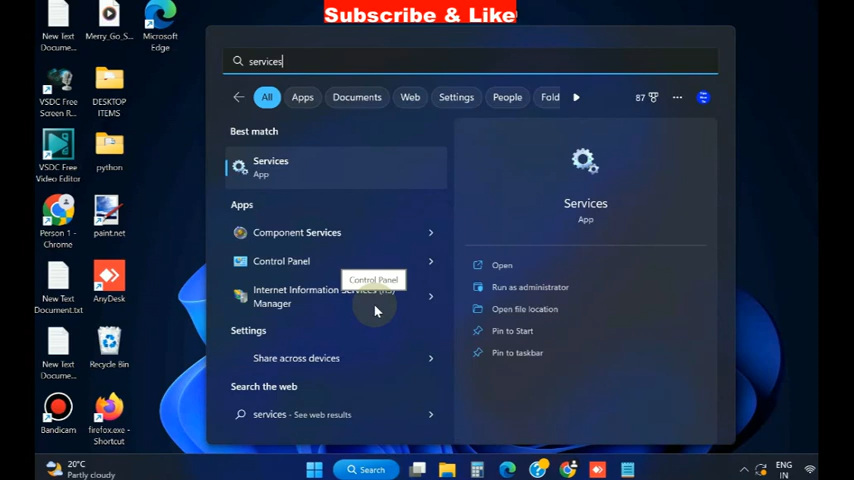 Subscribe & Like
New Text
Docume...
Merry_Go_S...
Microsoft
Edge
VSDC Free
Screen R...
DESKTOP
ITEMS
VSDC Free
Video Editor
python
Person 1 -
Chrome
paint.net
New Text
Document.txt
AnyDesk
New Text
Docume...
Recycle Bin
Bandicam
firefox.exe -
Shortcut
services
All
Apps
Documents
Web
Settings
People
Fold
87
Best match
Services
App
Apps
Component Services
Control Panel
Control Panel
Internet Information Services (IIS)
Manager
Settings
Share across devices
Search the web
services - See web results
Services
App
Open
Run as administrator
Open file location
Pin to Start
Pin to taskbar
20°C
Partly cloudy
Search
ENG
IN